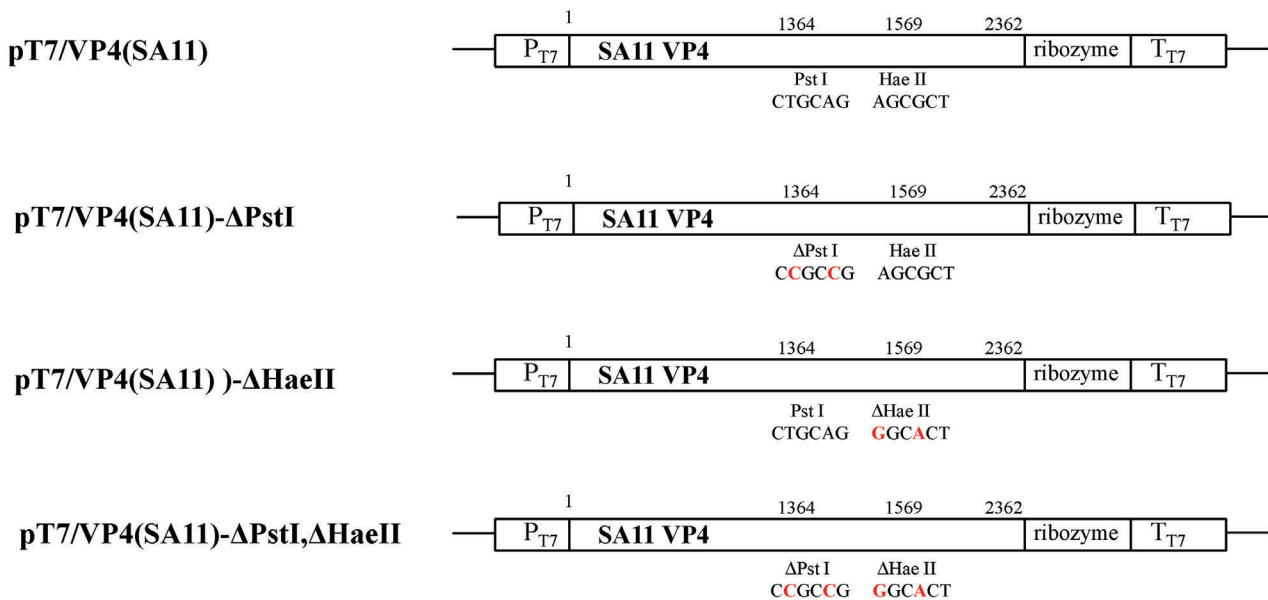 1 1364 1569 2362
pT7/VP4(SA11) PT7 SA11 VP4 ribozyme TT7
Pst I Hae II
CTGCAG AGCGCT
1 1364 1569 2362
pT7/VP4(SA11)-ΔPstI PT7 SA11 VP4 ribozyme TT7
ΔPst I Hae II
CCGCCG AGCGCT
1 1364 1569 2362
pT7/VP4(SA11) )-ΔHaeII PT7 SA11 VP4 ribozyme TT7
Pst I ΔHae II
CTGCAG GGCACT
1 1364 1569 2362
pT7/VP4(SA11)-ΔPstI,ΔHaeII PT7 SA11 VP4 ribozyme TT7
ΔPst I ΔHae II
CCGCCG GGCACT